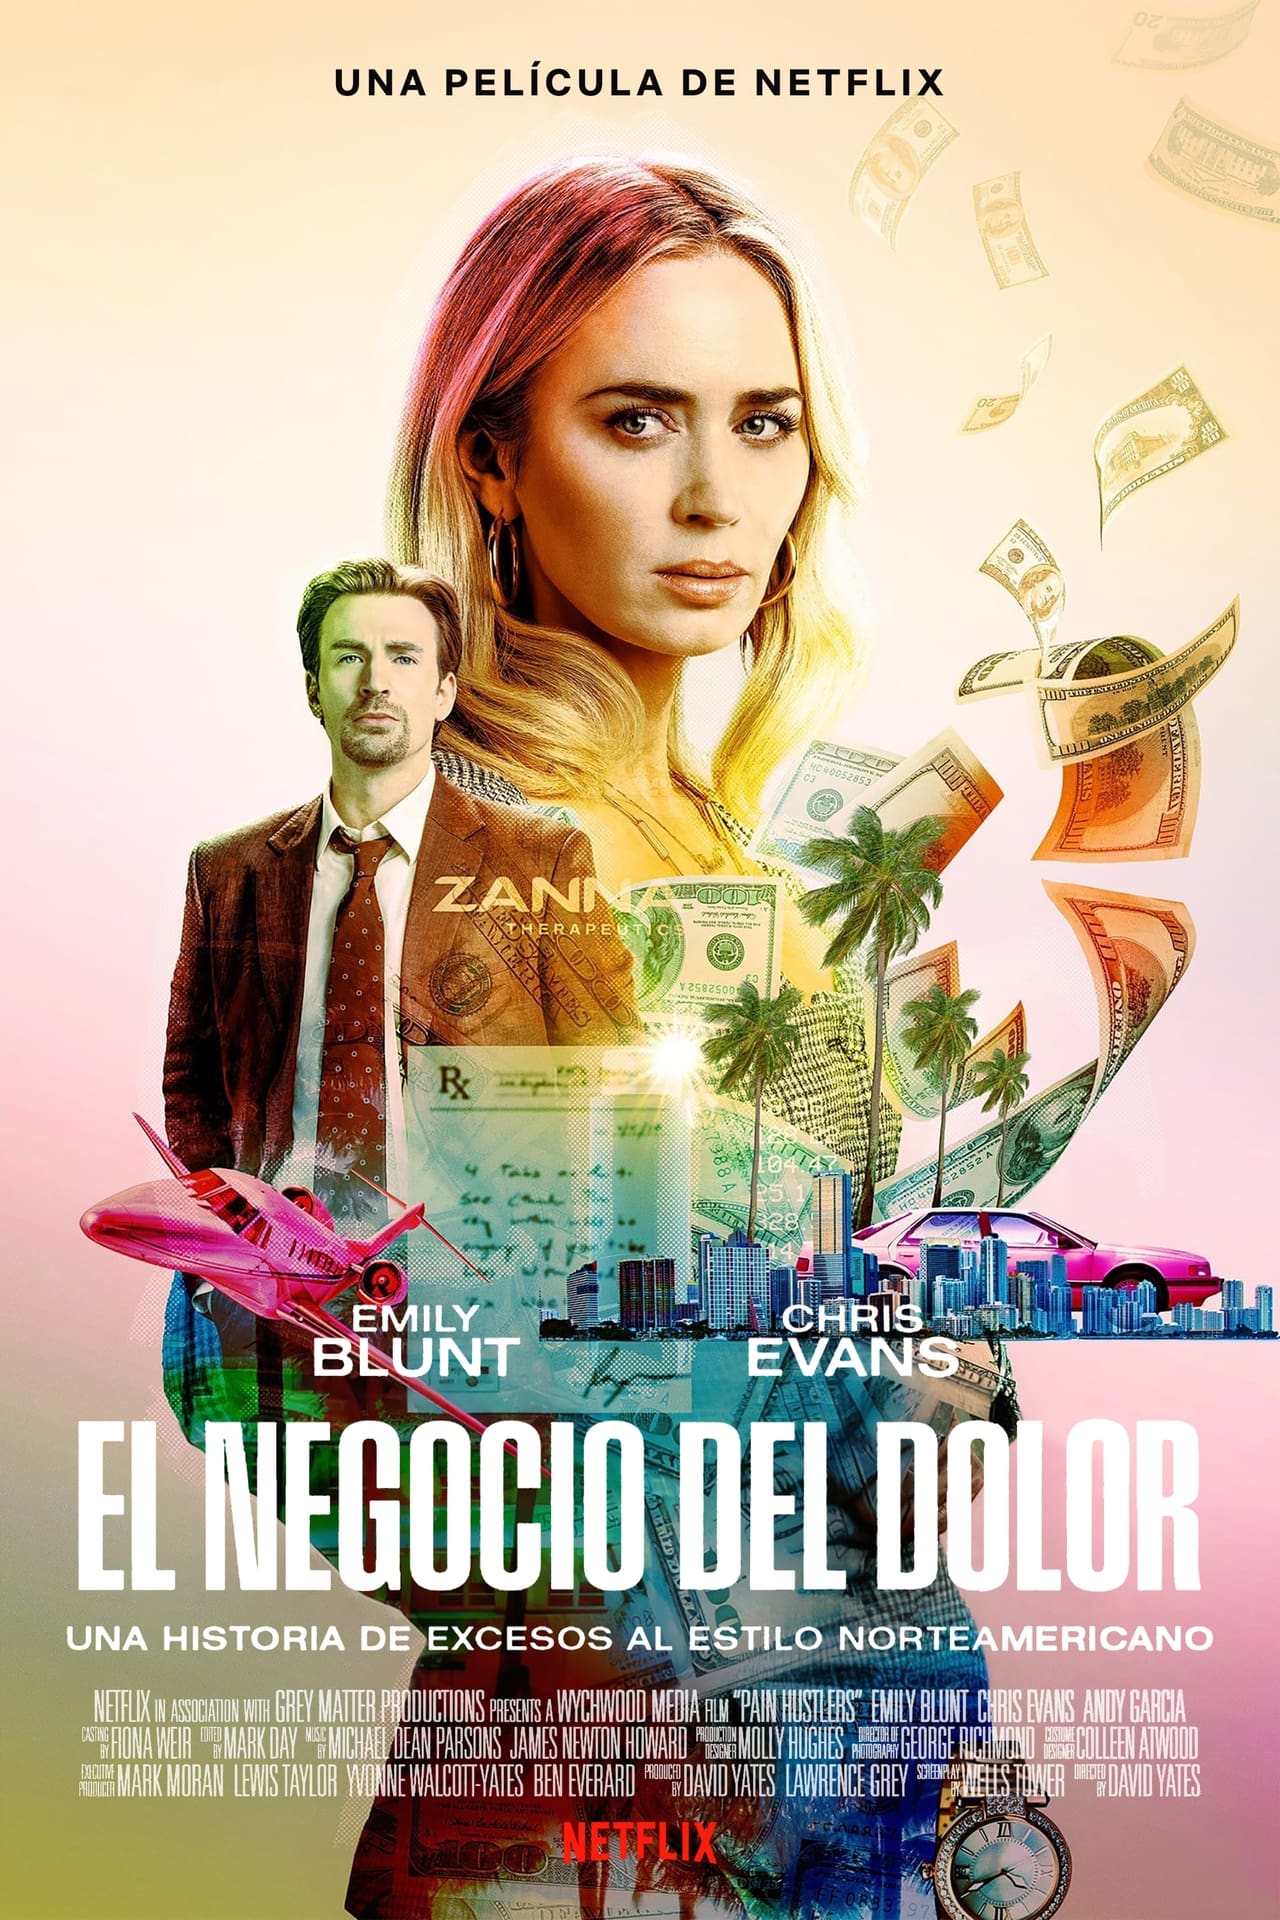 UNA PELÍCULA DE NETFLIX
ZANNA
THERAPEUTICS
Rx
EMILY
BLUNT
CHRIS
EVANS
EL NEGOCIO DEL DOLOR
UNA HISTORIA DE EXCESOS AL ESTILO NORTEAMERICANO
NETFLIX IN ASSOCIATION WITH GREY MATTER PRODUCTIONS PRESENTS A WYCHWOOD MEDIA FILM "PAIN HUSTLERS" EMILY BLUNT CHRIS EVANS ANDY GARCIA
CASTING BY FIONA WEIR EDITED BY MARK DAY MUSIC BY MICHAEL DEAN PARSONS JAMES NEWTON HOWARD PRODUCTION DESIGNER MOLLY HUGHES DIRECTOR OF PHOTOGRAPHY GEORGE RICHMOND COSTUME DESIGNER COLLEEN ATWOOD
EXECUTIVE PRODUCER MARK MORAN LEWIS TAYLOR YVONNE WALCOTT-YATES BEN EVERARD PRODUCED BY DAVID YATES LAWRENCE GREY SCREENPLAY BY WELLS TOWER DIRECTED BY DAVID YATES
NETFLIX